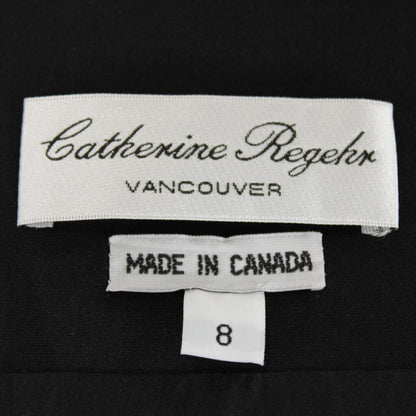 Catherine Regehr
VANCOUVER
MADE IN CANADA
8